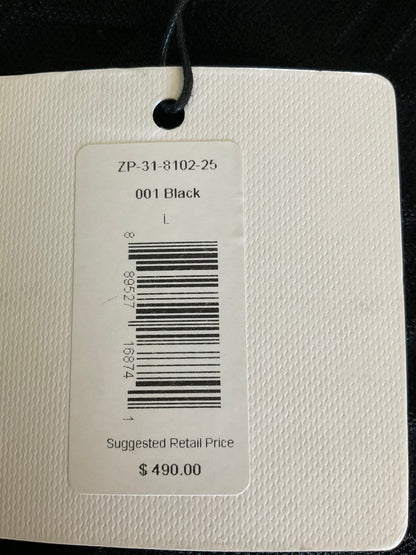 ZP-31-8102-25
001 Black
L
8 89527 16874 1
Suggested Retail Price
$ 490.00